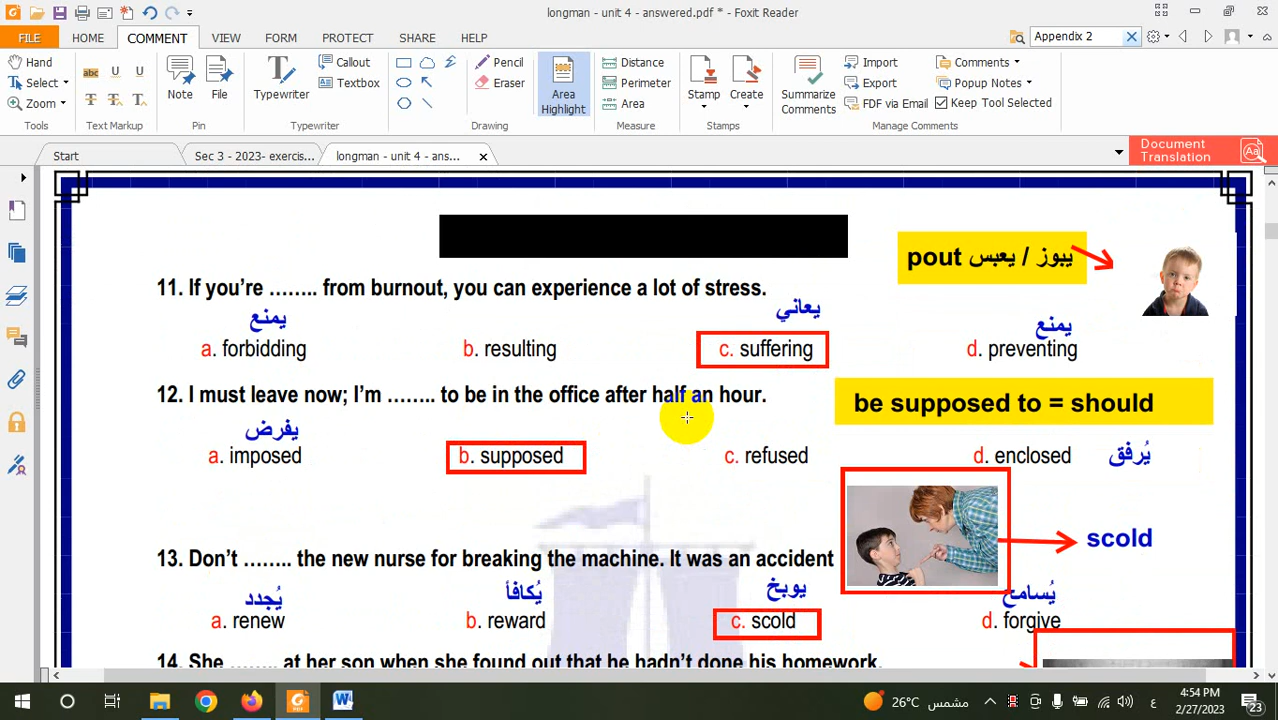 longman - unit 4 - answered.pdf * - Foxit Reader
FILE HOME COMMENT VIEW FORM PROTECT SHARE HELP Appendix 2
Hand
Select
Zoom
Tools
abc U U
T T T
Text Markup
Note File
Pin
Typewriter
Callout
Textbox
Typewriter
Pencil
Eraser
Drawing
Area Highlight
Distance
Perimeter
Area
Measure
Stamp Create
Stamps
Summarize Comments
Import
Export
FDF via Email
Comments
Popup Notes
Keep Tool Selected
Manage Comments
Start Sec 3 - 2023- exercis... longman - unit 4 - ans...
Document Translation
pout يبوز / يعبس
11. If you’re …….. from burnout, you can experience a lot of stress.
يمنع يعاني يمنع
a. forbidding b. resulting c. suffering d. preventing
12. I must leave now; I’m …….. to be in the office after half an hour.
be supposed to = should
يفرض
a. imposed b. supposed c. refused d. enclosed يُرفق
scold
13. Don’t …….. the new nurse for breaking the machine. It was an accident
يُجدد يُكافأ يوبخ يُسامح
a. renew b. reward c. scold d. forgive
14. She …….. at her son when she found out that he hadn’t done his homework.
26°C مشمس ع 4:54 PM
2/27/2023 23